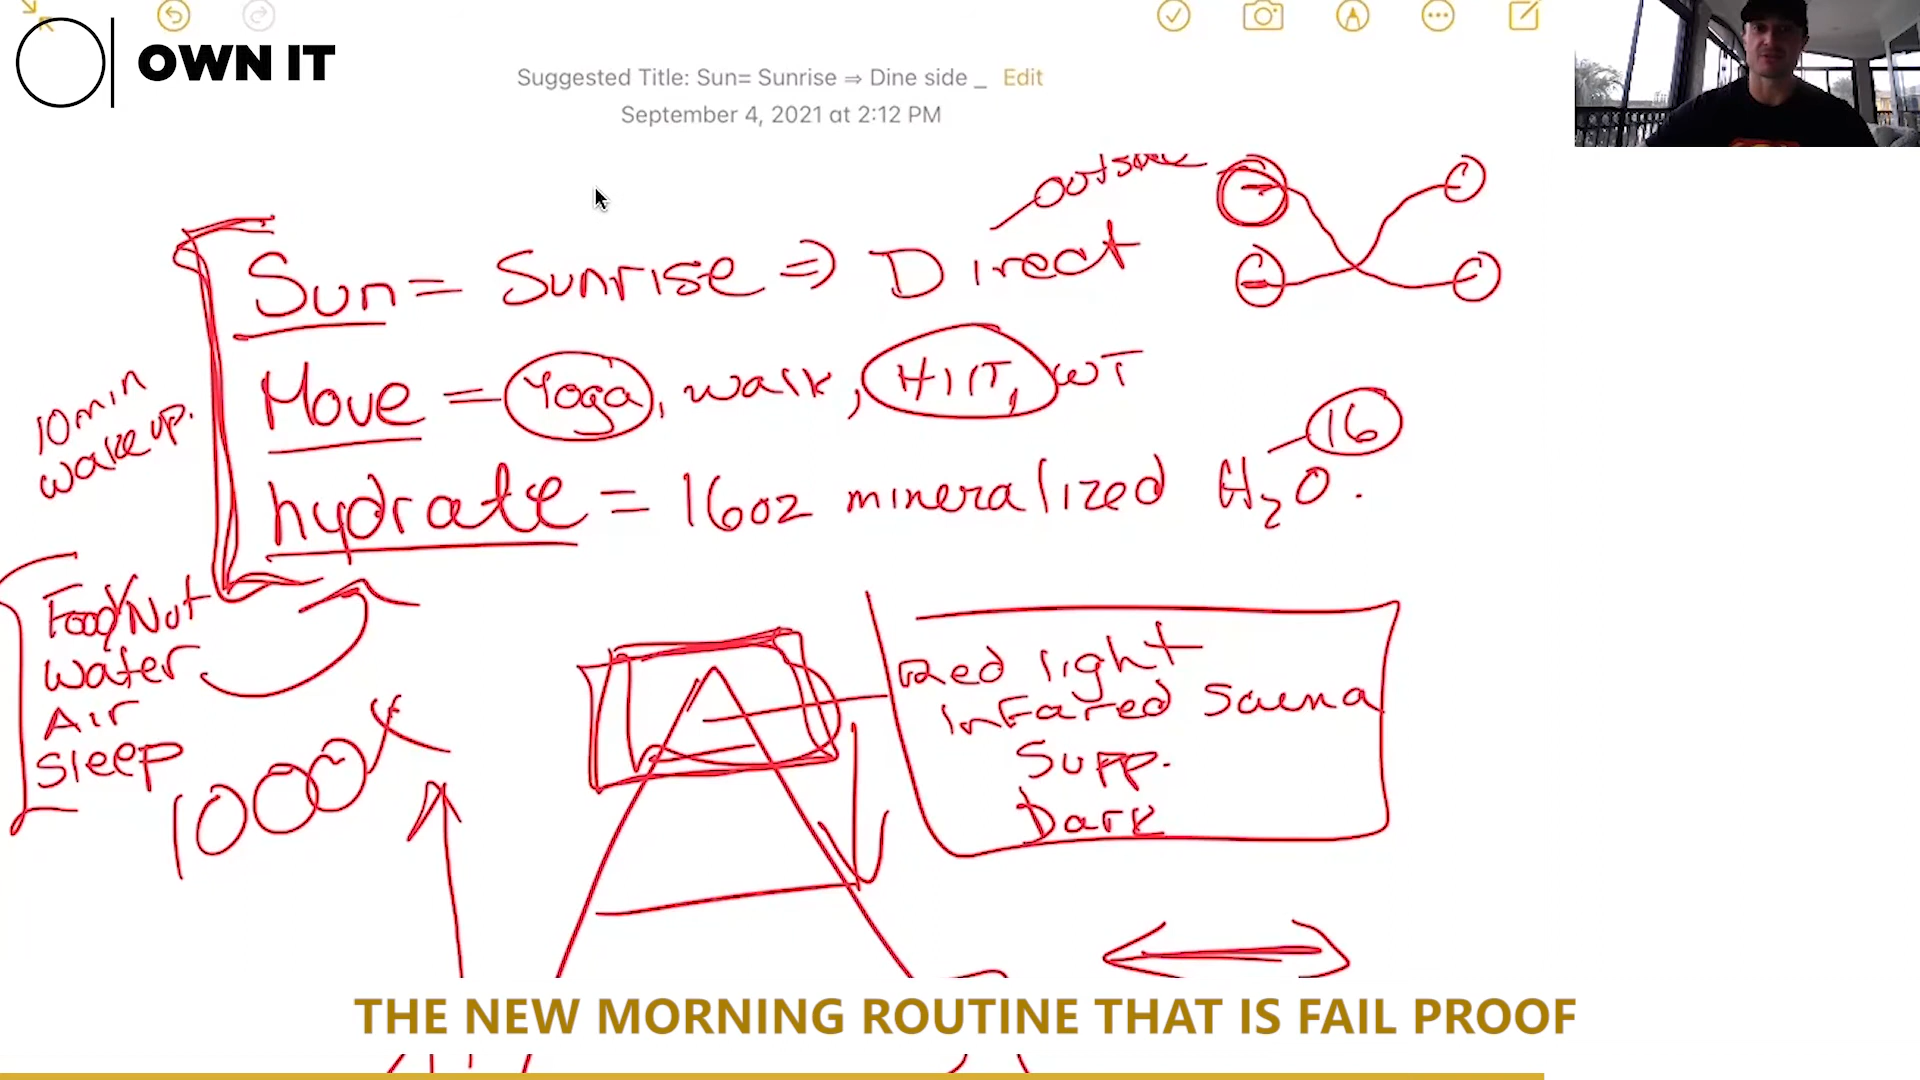 OWN IT
Suggested Title: Sun= Sunrise ⇒ Dine side _ Edit
September 4, 2021 at 2:12 PM
outside
Sun = Sunrise ⇒ Direct
Move = Yoga, walk, HIIT, WT
10min
wake up.
16
hydrate = 16oz mineralized H₂O.
Food/Nut
Water
Air
Sleep
1000x
Red light
Infared Sauna
Supp.
Dark
THE NEW MORNING ROUTINE THAT IS FAIL PROOF